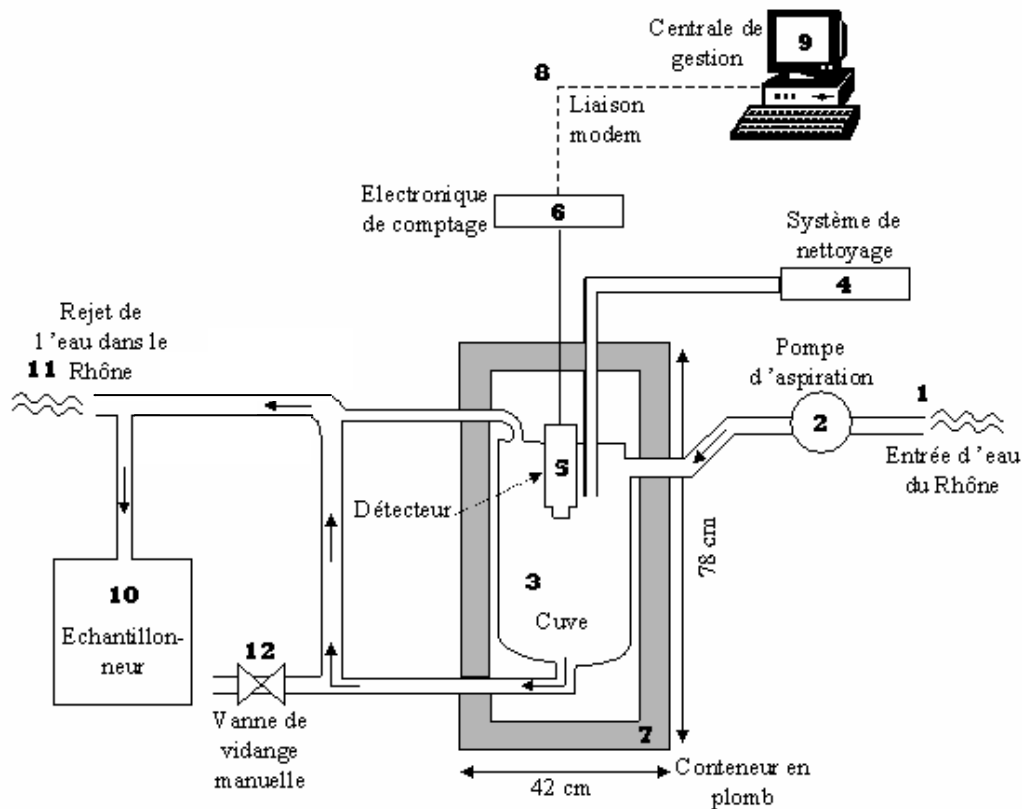 Centrale de
gestion
9
8
Liaison
modem
Electronique
de comptage
6
Système de
nettoyage
4
Rejet de
l'eau dans le
11 Rhône
Pompe
d'aspiration
1
2
Entrée d'eau
du Rhône
5
Détecteur
78 cm
3
Cuve
10
Echantillon-
neur
12
Vanne de
vidange
manuelle
7
42 cm
Conteneur en
plomb